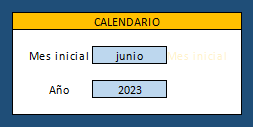 CALENDARIO
Mes inicial junio Mes inicial
Año 2023